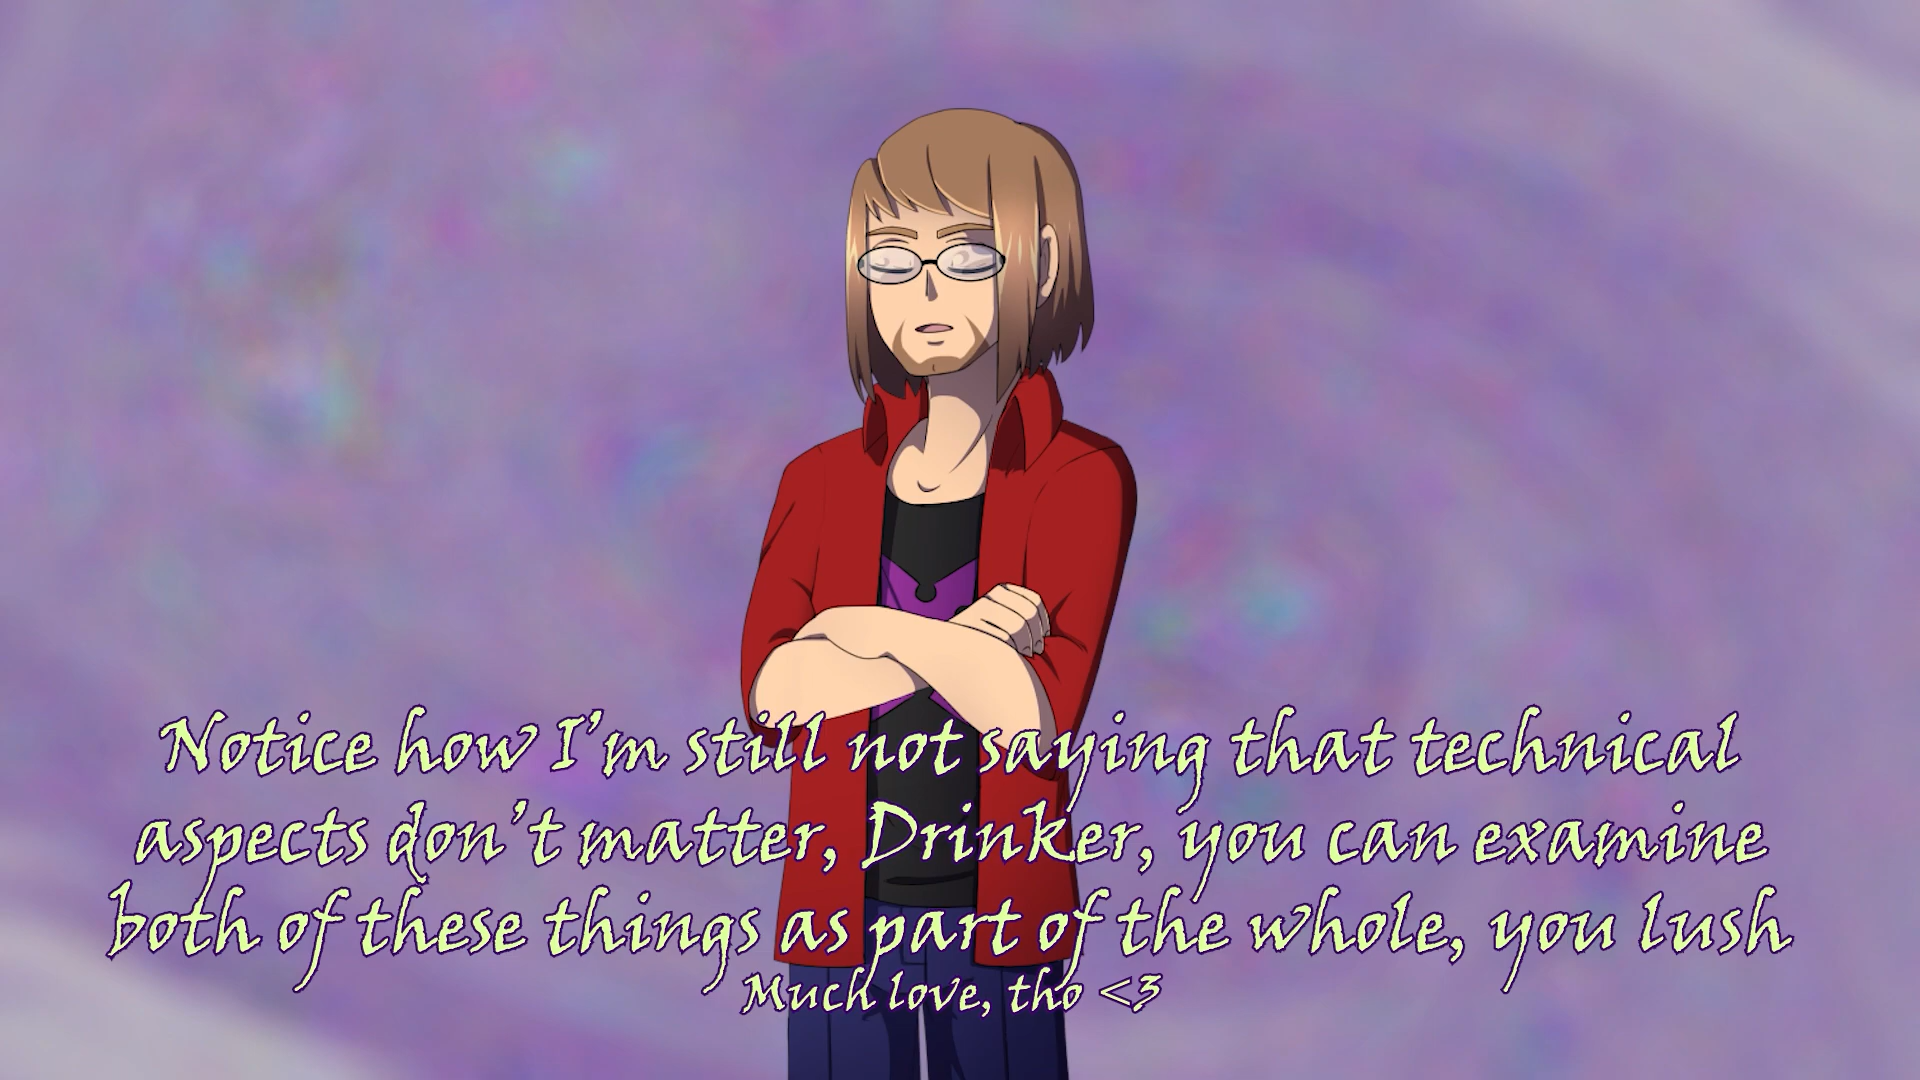 Notice how I'm still not saying that technical
aspects don't matter, Drinker, you can examine
both of these things as part of the whole, you lush
Much love, tho <3